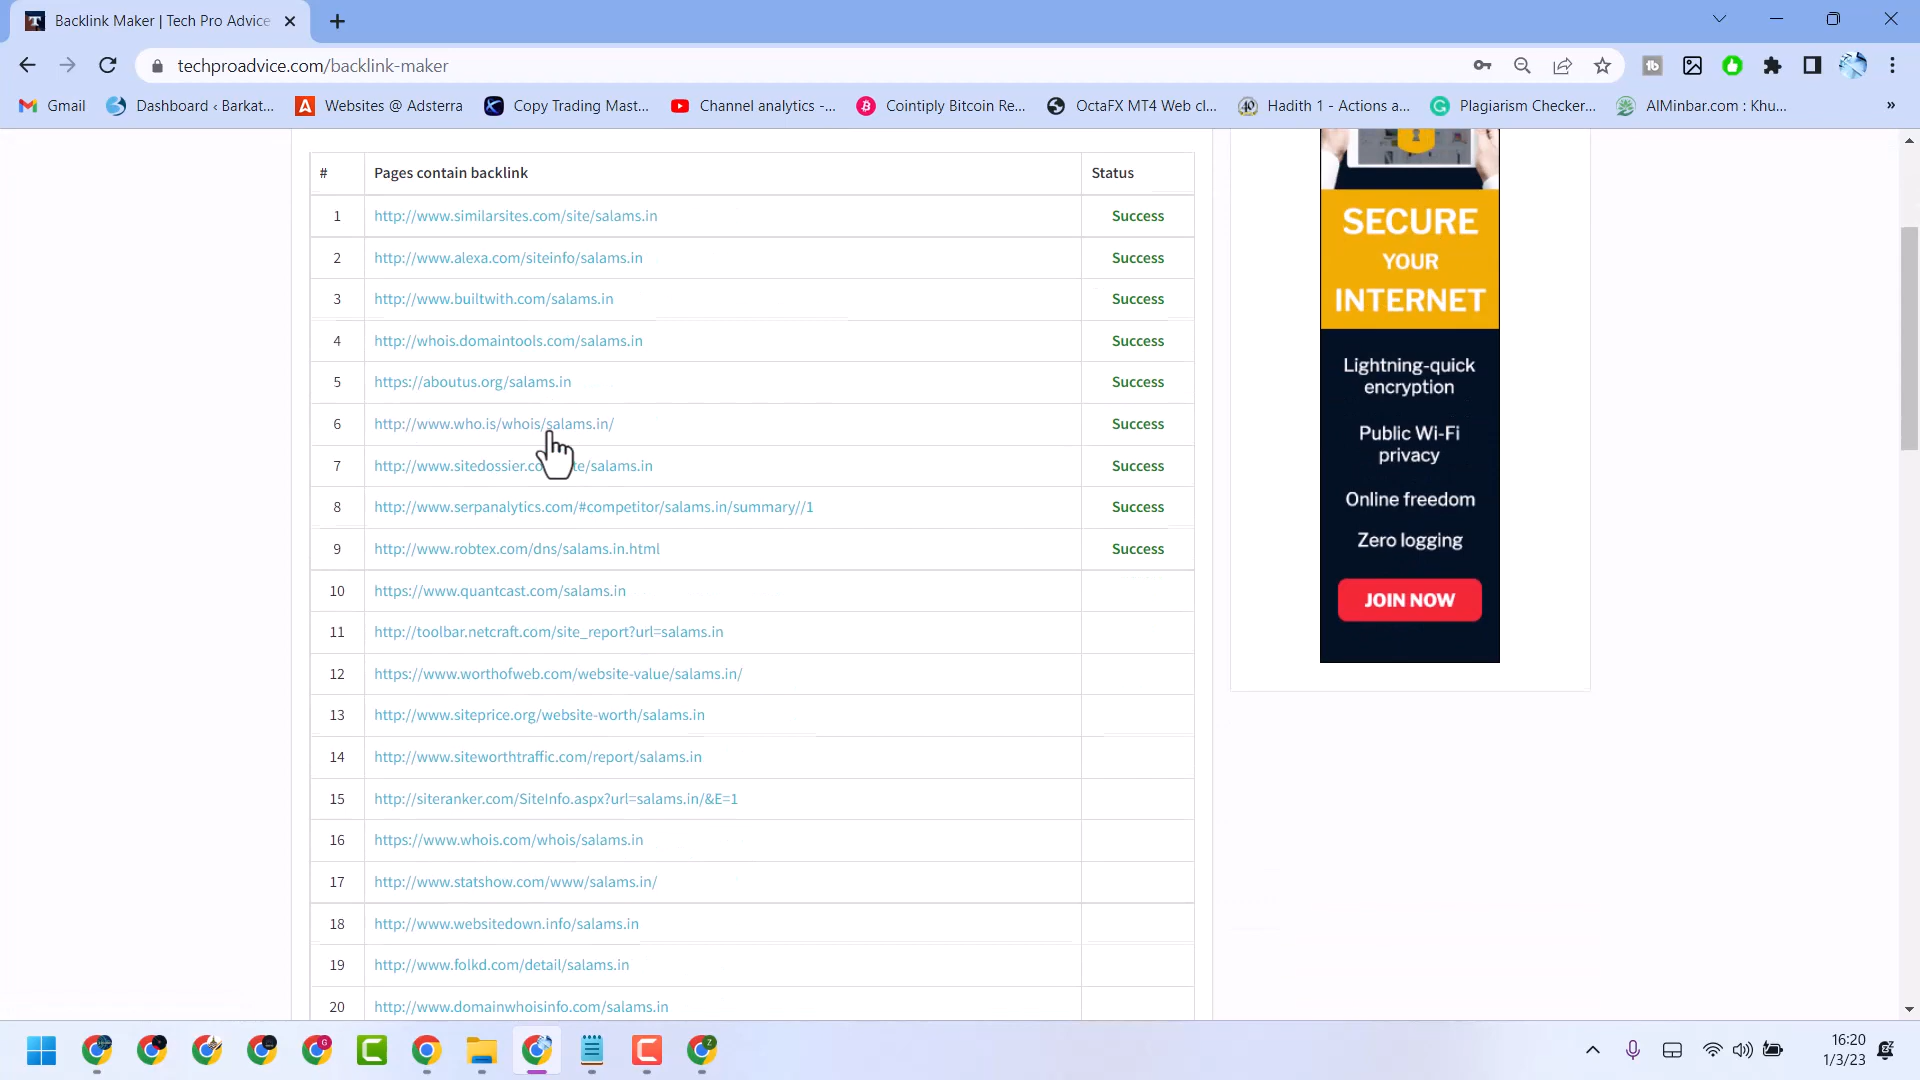 Backlink Maker | Tech Pro Advice
techproadvice.com/backlink-maker
Gmail
Dashboard ‹ Barkat...
Websites @ Adsterra
Copy Trading Mast...
Channel analytics -...
Cointiply Bitcoin Re...
OctaFX MT4 Web cl...
Hadith 1 - Actions a...
Plagiarism Checker...
AlMinbar.com : Khu...
»
# Pages contain backlink Status
1 http://www.similarsites.com/site/salams.in Success
2 http://www.alexa.com/siteinfo/salams.in Success
3 http://www.builtwith.com/salams.in Success
4 http://whois.domaintools.com/salams.in Success
5 https://aboutus.org/salams.in Success
6 http://www.who.is/whois/salams.in/ Success
7 http://www.sitedossier.co te/salams.in Success
8 http://www.serpanalytics.com/#competitor/salams.in/summary//1 Success
9 http://www.robtex.com/dns/salams.in.html Success
10 https://www.quantcast.com/salams.in
11 http://toolbar.netcraft.com/site_report?url=salams.in
12 https://www.worthofweb.com/website-value/salams.in/
13 http://www.siteprice.org/website-worth/salams.in
14 http://www.siteworthtraffic.com/report/salams.in
15 http://siteranker.com/SiteInfo.aspx?url=salams.in/&E=1
16 https://www.whois.com/whois/salams.in
17 http://www.statshow.com/www/salams.in/
18 http://www.websitedown.info/salams.in
19 http://www.folkd.com/detail/salams.in
20 http://www.domainwhoisinfo.com/salams.in
SECURE
YOUR
INTERNET
Lightning-quick
encryption
Public Wi-Fi
privacy
Online freedom
Zero logging
JOIN NOW
16:20
1/3/23